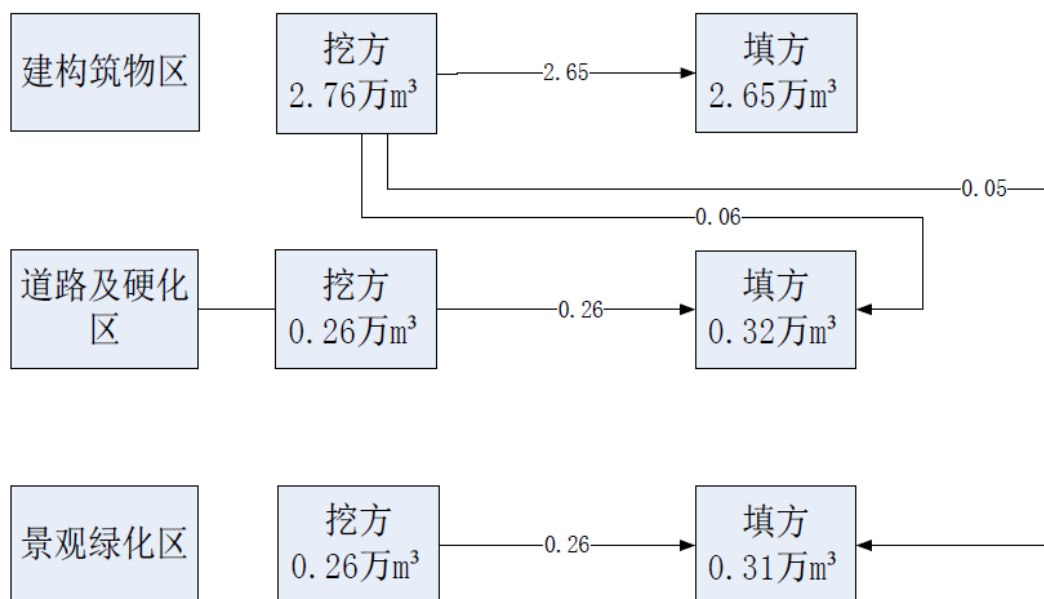 建构筑物区
挖方
2.76万m³
2.65
填方
2.65万m³
0.05
0.06
道路及硬化
区
挖方
0.26万m³
0.26
填方
0.32万m³
景观绿化区
挖方
0.26万m³
0.26
填方
0.31万m³